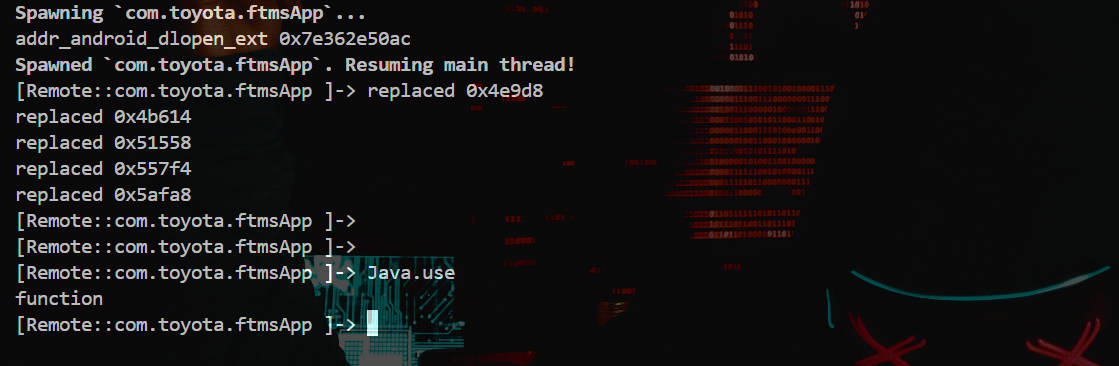 Spawning `com.toyota.ftmsApp`...
addr_android_dlopen_ext 0x7e362e50ac
Spawned `com.toyota.ftmsApp`. Resuming main thread!
[Remote::com.toyota.ftmsApp ]-> replaced 0x4e9d8
replaced 0x4b614
replaced 0x51558
replaced 0x557f4
replaced 0x5afa8
[Remote::com.toyota.ftmsApp ]->
[Remote::com.toyota.ftmsApp ]->
[Remote::com.toyota.ftmsApp ]-> Java.use
function
[Remote::com.toyota.ftmsApp ]->